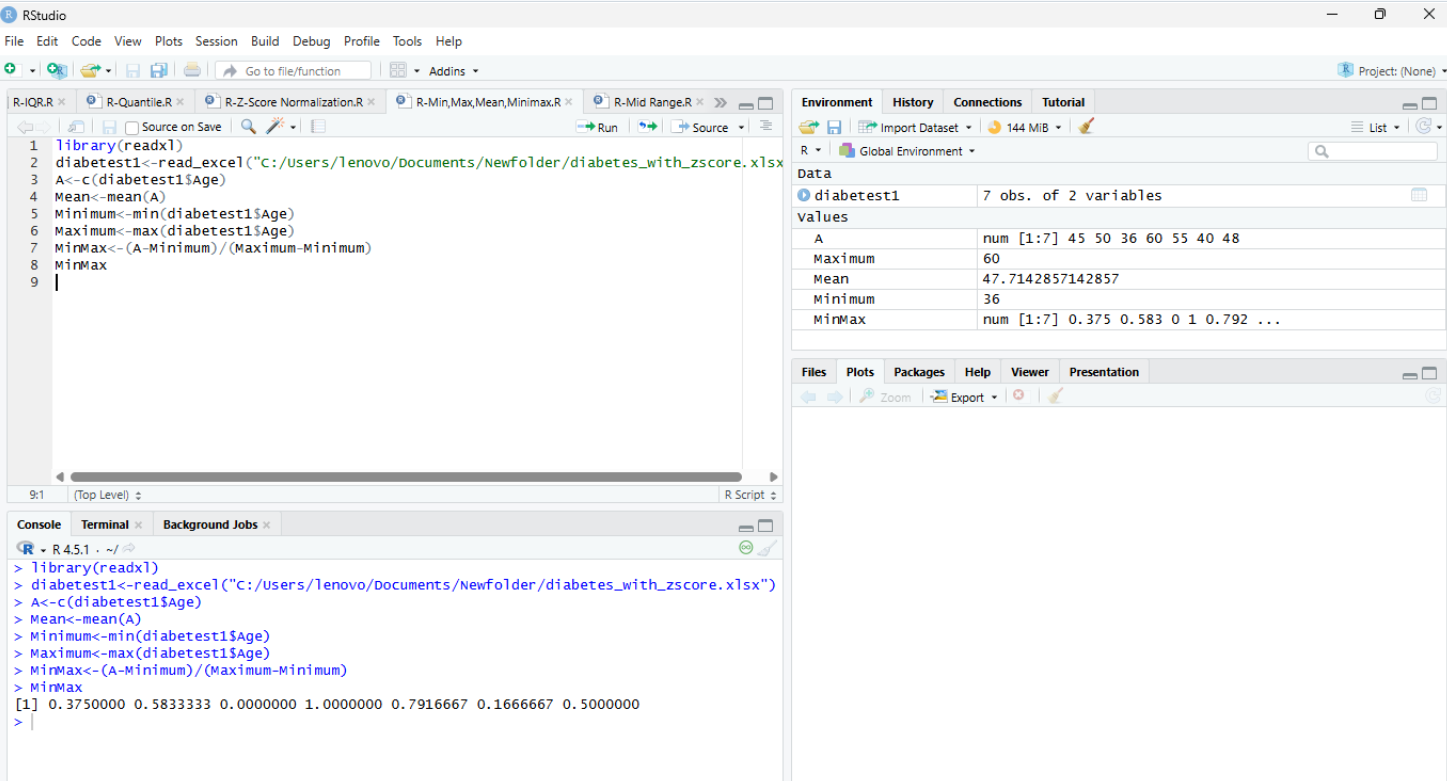 RStudio
File Edit Code View Plots Session Build Debug Profile Tools Help
Go to file/function Addins Project: (None)
R-IQR.R R-Quantile.R R-Z-Score Normalization.R R-Min,Max,Mean,Minimax.R R-Mid Range.R
Source on Save Run Source
1 library(readxl)
2 diabetest1<-read_excel("C:/Users/lenovo/Documents/Newfolder/diabetes_with_zscore.xlsx
3 A<-c(diabetest1$Age)
4 Mean<-mean(A)
5 Minimum<-min(diabetest1$Age)
6 Maximum<-max(diabetest1$Age)
7 MinMax<-(A-Minimum)/(Maximum-Minimum)
8 MinMax
9
9:1 (Top Level) R Script
Console Terminal Background Jobs
R 4.5.1 · ~/
> library(readxl)
> diabetest1<-read_excel("C:/Users/lenovo/Documents/Newfolder/diabetes_with_zscore.xlsx")
> A<-c(diabetest1$Age)
> Mean<-mean(A)
> Minimum<-min(diabetest1$Age)
> Maximum<-max(diabetest1$Age)
> MinMax<-(A-Minimum)/(Maximum-Minimum)
> MinMax
[1] 0.3750000 0.5833333 0.0000000 1.0000000 0.7916667 0.1666667 0.5000000
>
Environment History Connections Tutorial
Import Dataset 144 MiB List
R Global Environment
Data
diabetest1 7 obs. of 2 variables
Values
A num [1:7] 45 50 36 60 55 40 48
Maximum 60
Mean 47.7142857142857
Minimum 36
MinMax num [1:7] 0.375 0.583 0 1 0.792 ...
Files Plots Packages Help Viewer Presentation
Zoom Export